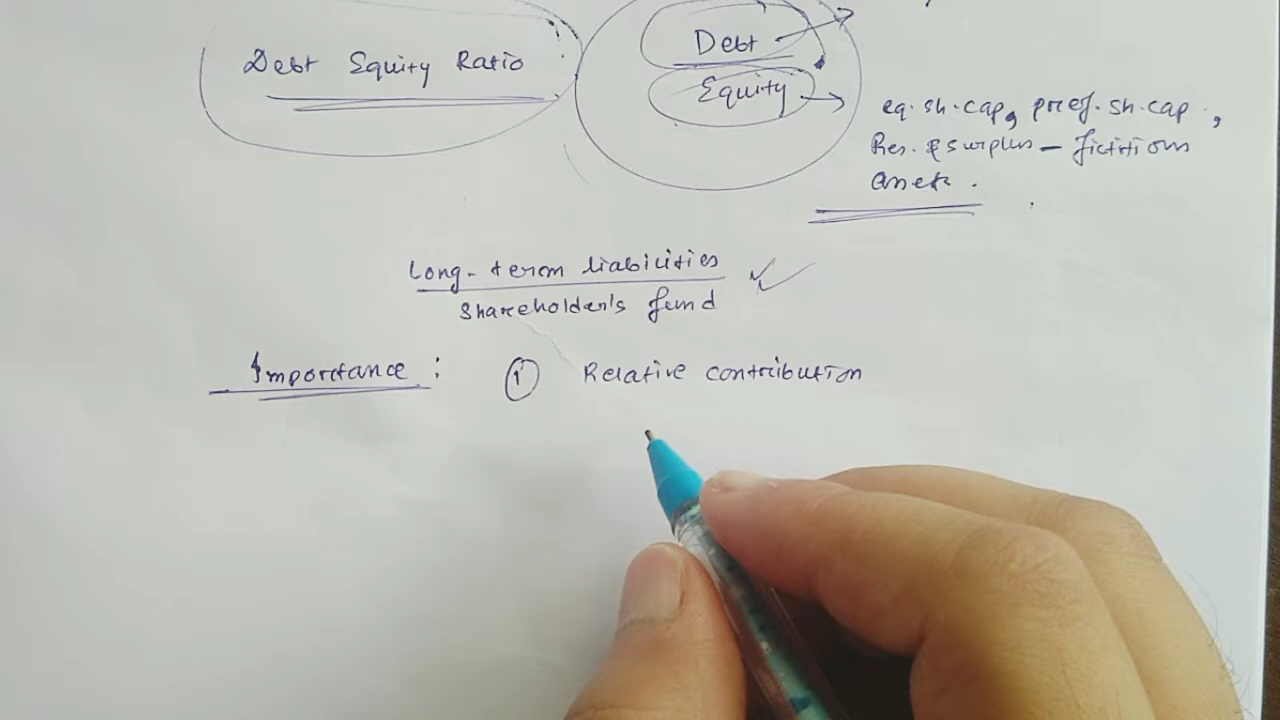 Debt Equity Ratio
Debt
Equity
eq. sh. cap, pref. sh. cap,
Res. & surplus – fictitious
assets.
Long-term liabilities
Shareholder's fund
Importance :
① Relative contribution